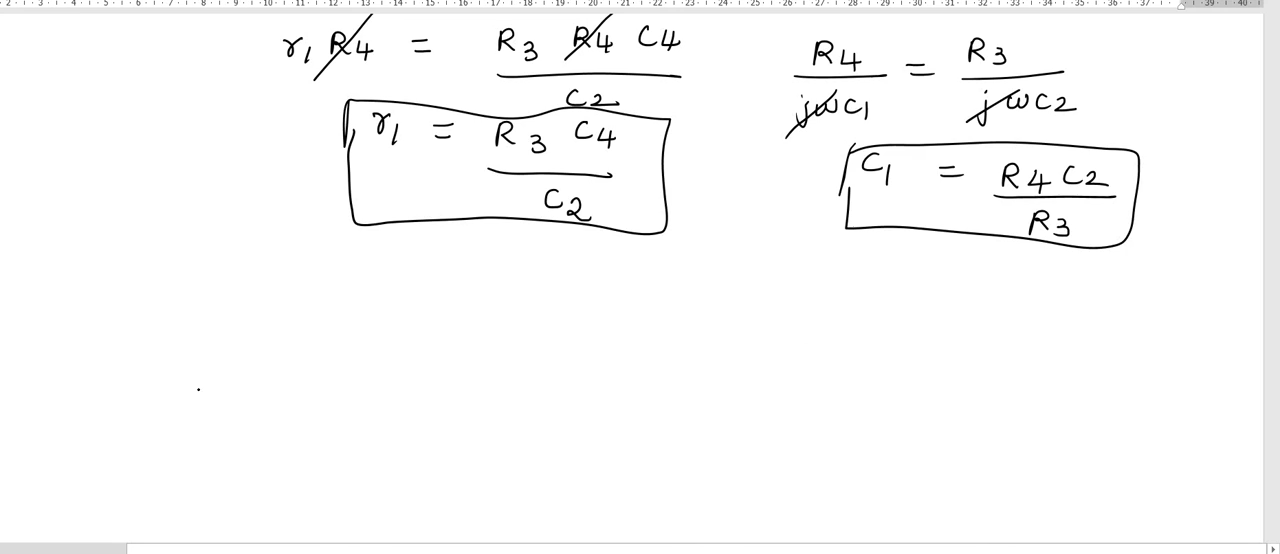 r1 R4 = R3 R4 C4 / C2
r1 = R3 C4 / C2
R4 / jωC1 = R3 / jωC2
C1 = R4 C2 / R3